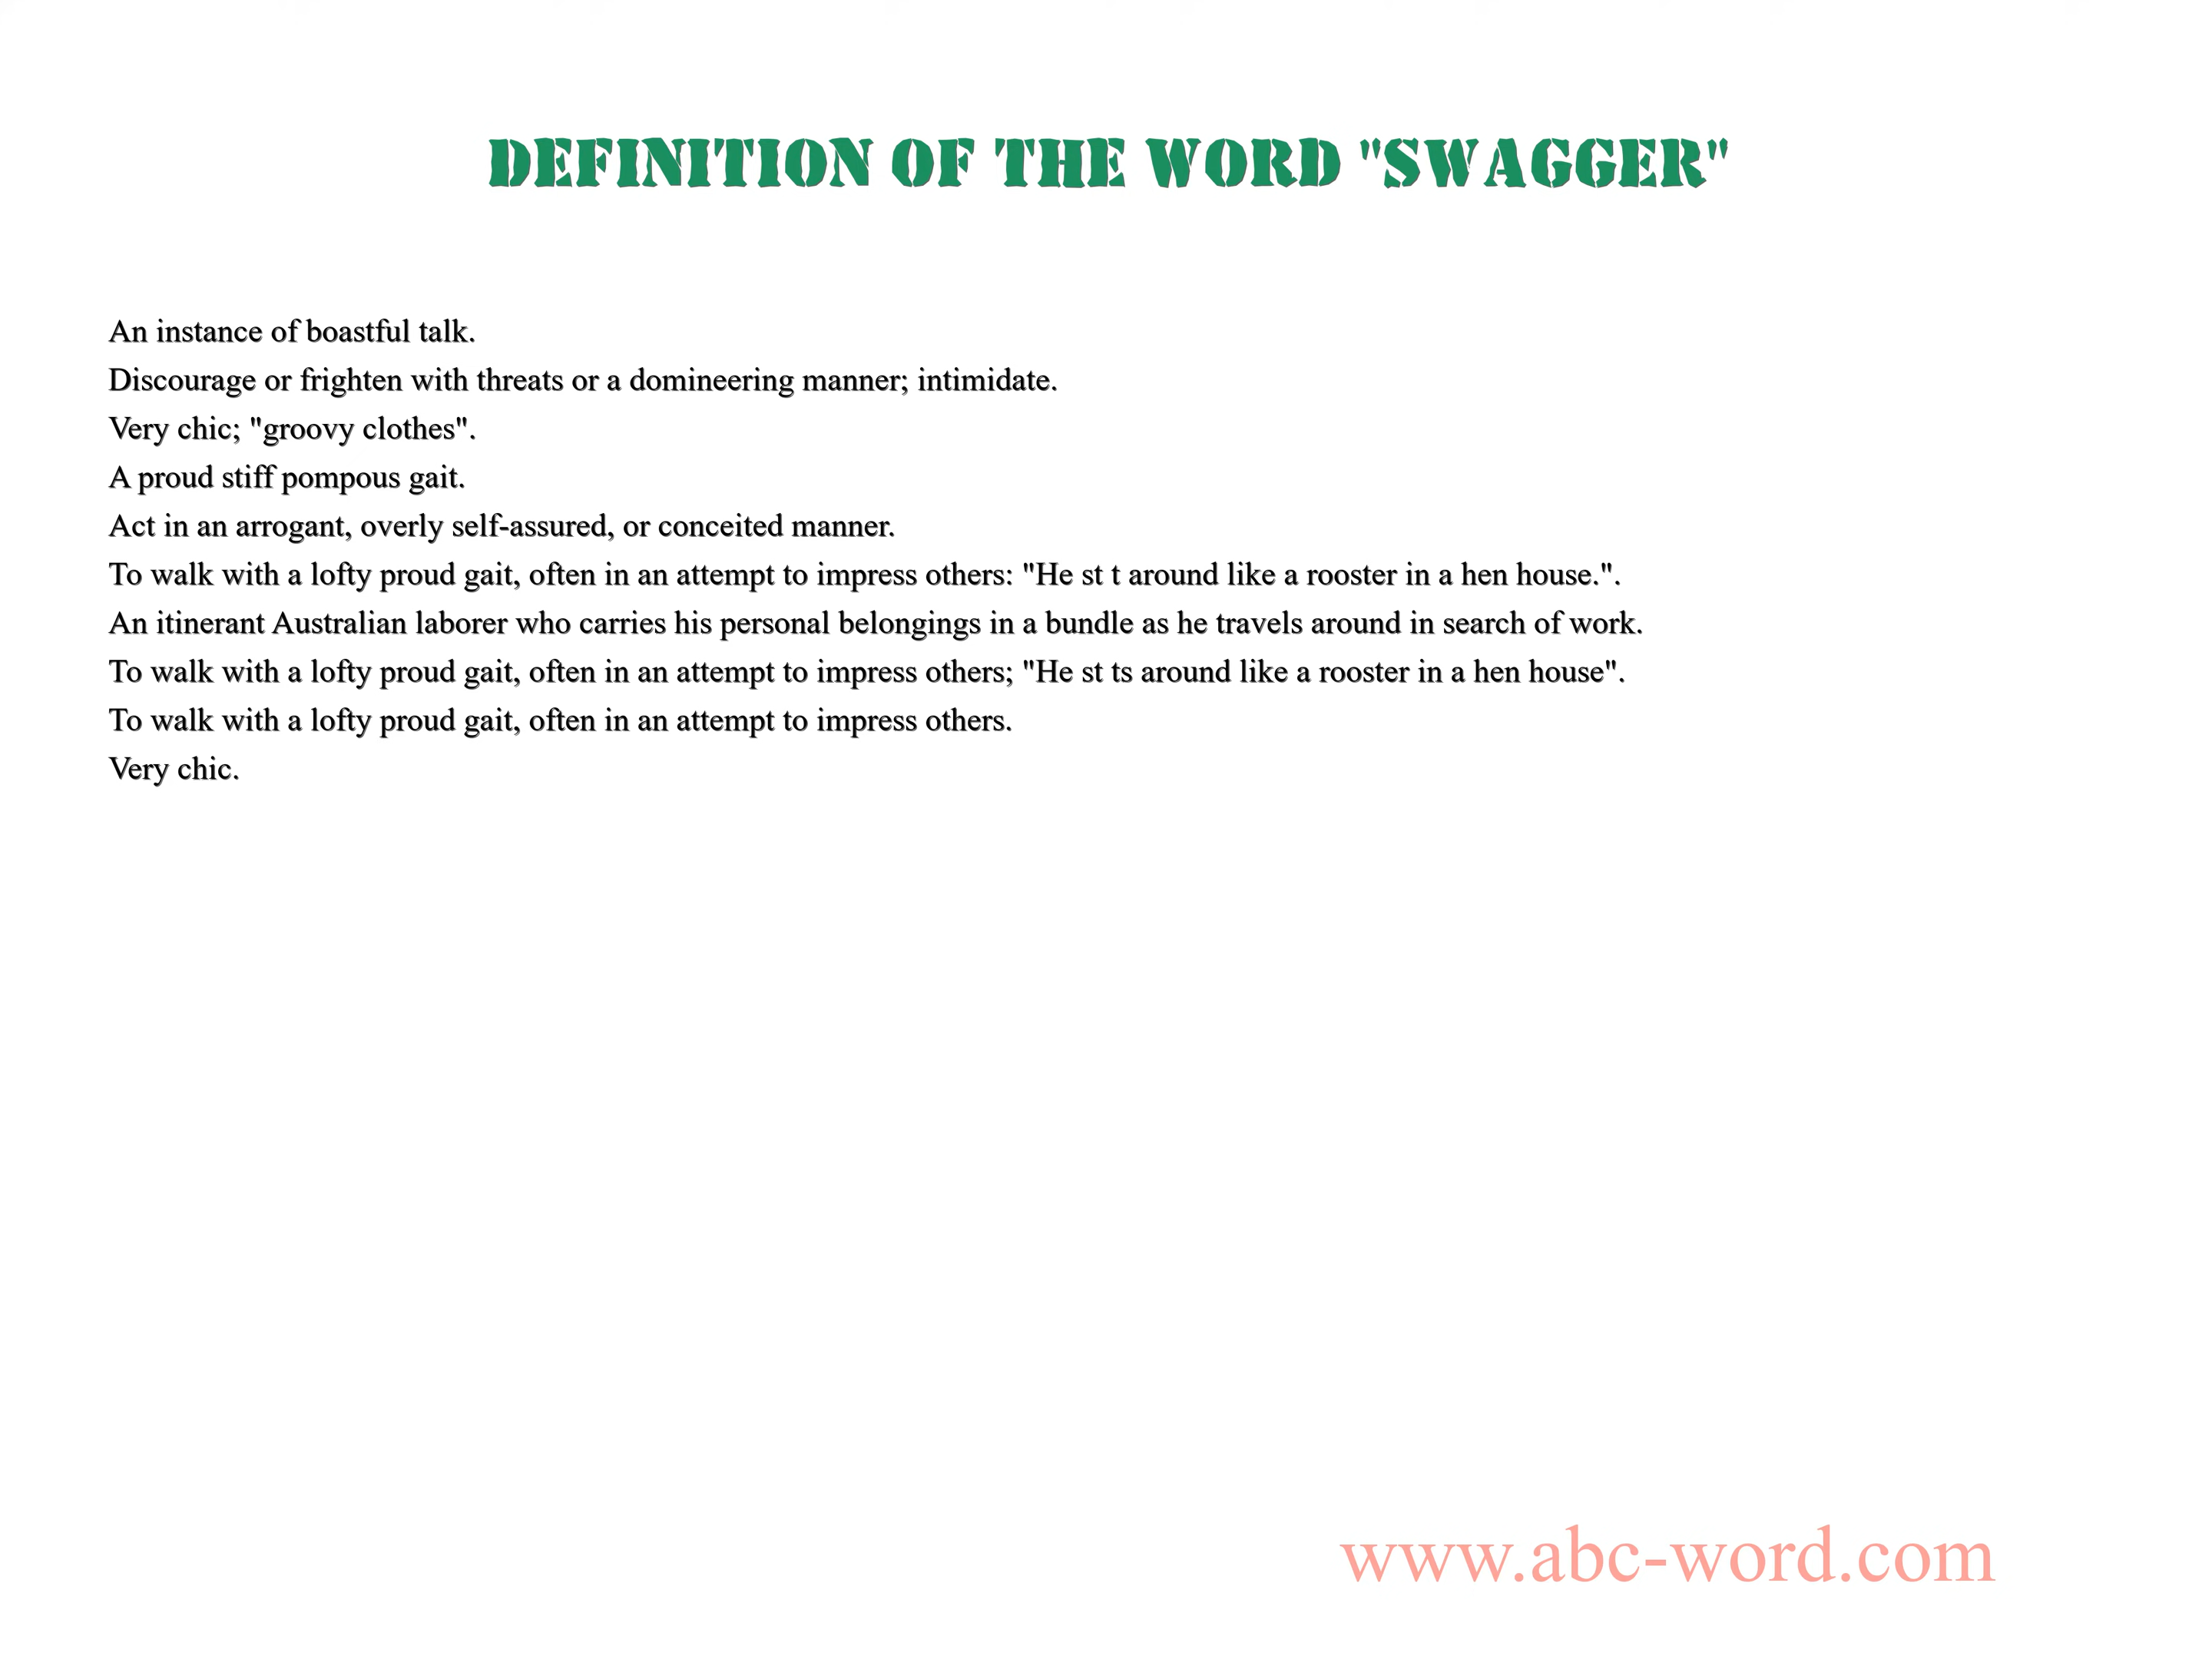 DEFINITION OF THE WORD "SWAGGER"
An instance of boastful talk.
Discourage or frighten with threats or a domineering manner; intimidate.
Very chic; "groovy clothes".
A proud stiff pompous gait.
Act in an arrogant, overly self-assured, or conceited manner.
To walk with a lofty proud gait, often in an attempt to impress others: "He st t around like a rooster in a hen house.".
An itinerant Australian laborer who carries his personal belongings in a bundle as he travels around in search of work.
To walk with a lofty proud gait, often in an attempt to impress others; "He st ts around like a rooster in a hen house".
To walk with a lofty proud gait, often in an attempt to impress others.
Very chic.
www.abc-word.com